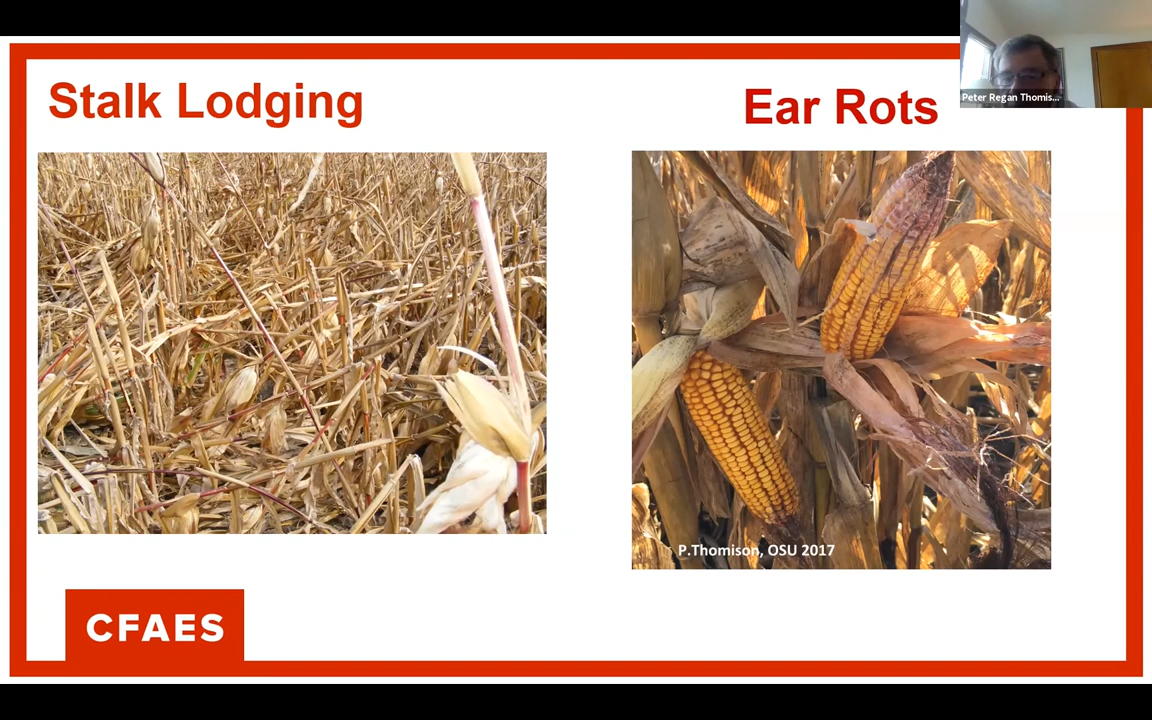 Stalk Lodging
Ear Rots
Peter Regan Thomis...
P.Thomison, OSU 2017
CFAES